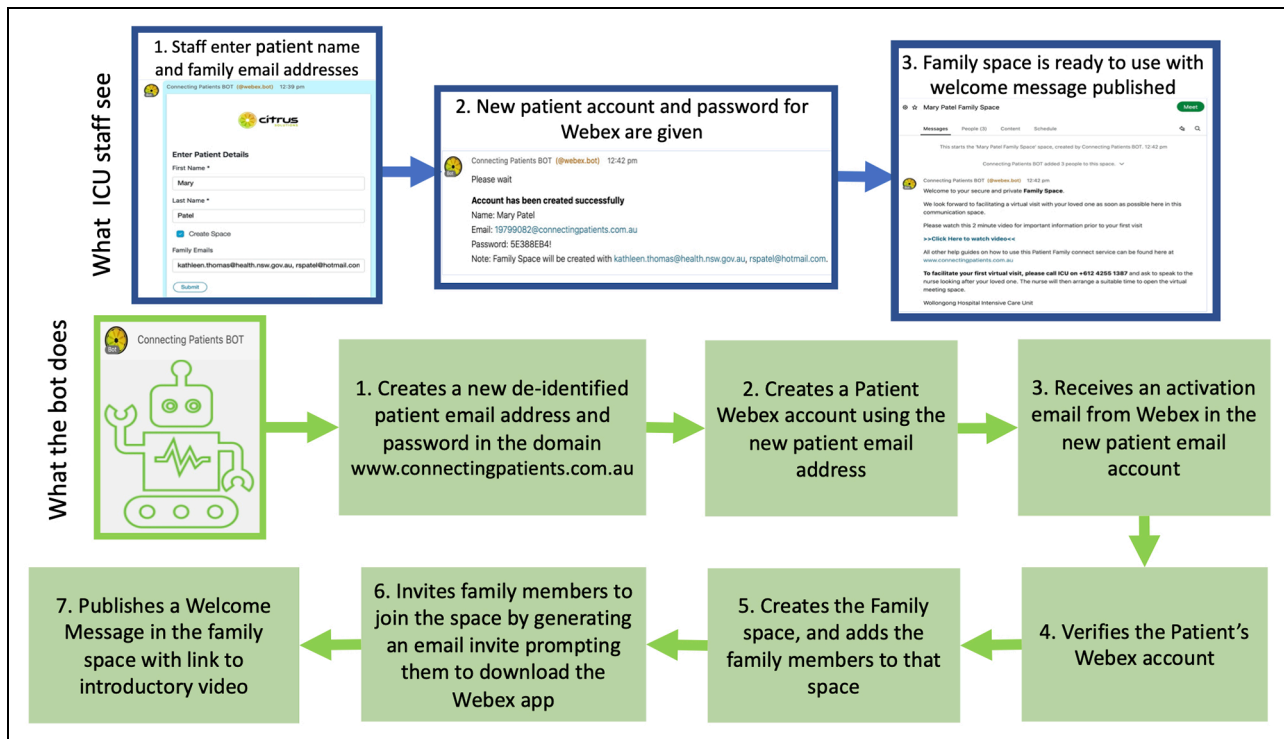 What ICU staff see
1. Staff enter patient name
and family email addresses
Connecting Patients BOT (@webex.bot) 12:39 pm
Bot
citrus
Enter Patient Details
First Name *
Mary
Last Name *
Patel
Create Space
Family Emails
kathleen.thomas@health.nsw.gov.au, rspatel@hotmail.con
Submit
2. New patient account and password for
Webex are given
Connecting Patients BOT (@webex.bot) 12:42 pm
Bot
Please wait
Account has been created successfully
Name: Mary Patel
Email: 19799082@connectingpatients.com.au
Password: 5E388EB4!
Note: Family Space will be created with kathleen.thomas@health.nsw.gov.au, rspatel@hotmail.com.
3. Family space is ready to use with
welcome message published
Mary Patel Family Space
Meet
Messages People (3) Content Schedule
This starts the 'Mary Patel Family Space' space, created by Connecting Patients BOT. 12:42 pm
Connecting Patients BOT added 3 people to this space.
Connecting Patients BOT (@webex.bot) 12:42 pm
Welcome to your secure and private Family Space.
We look forward to facilitating a virtual visit with your loved one as soon as possible here in this
communication space.
Please watch this 2 minute video for important information prior to your first visit
>>Click Here to watch video<<
All other help guides on how to use this Patient Family connect service can be found here at
www.connectingpatients.com.au
To facilitate your first virtual visit, please call ICU on +612 4255 1387 and ask to speak to the
nurse looking after your loved one. The nurse will then arrange a suitable time to open the virtual
meeting space.
Wollongong Hospital Intensive Care Unit
What the bot does
Connecting Patients BOT
Bot
1. Creates a new de-identified
patient email address and
password in the domain
www.connectingpatients.com.au
2. Creates a Patient
Webex account using the
new patient email
address
3. Receives an activation
email from Webex in the
new patient email
account
4. Verifies the Patient's
Webex account
5. Creates the Family
space, and adds the
family members to that
space
6. Invites family members to
join the space by generating
an email invite prompting
them to download the
Webex app
7. Publishes a Welcome
Message in the family
space with link to
introductory video